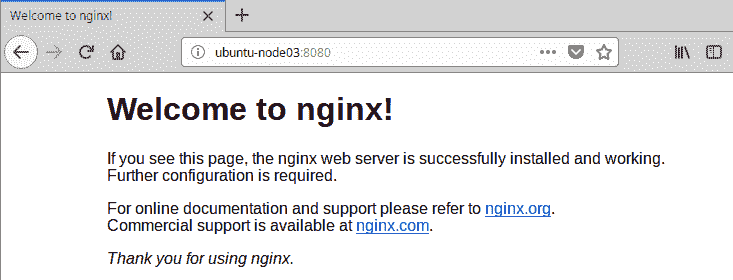 Welcome to nginx!
ubuntu-node03:8080
Welcome to nginx!
If you see this page, the nginx web server is successfully installed and working.
Further configuration is required.
For online documentation and support please refer to nginx.org.
Commercial support is available at nginx.com.
Thank you for using nginx.